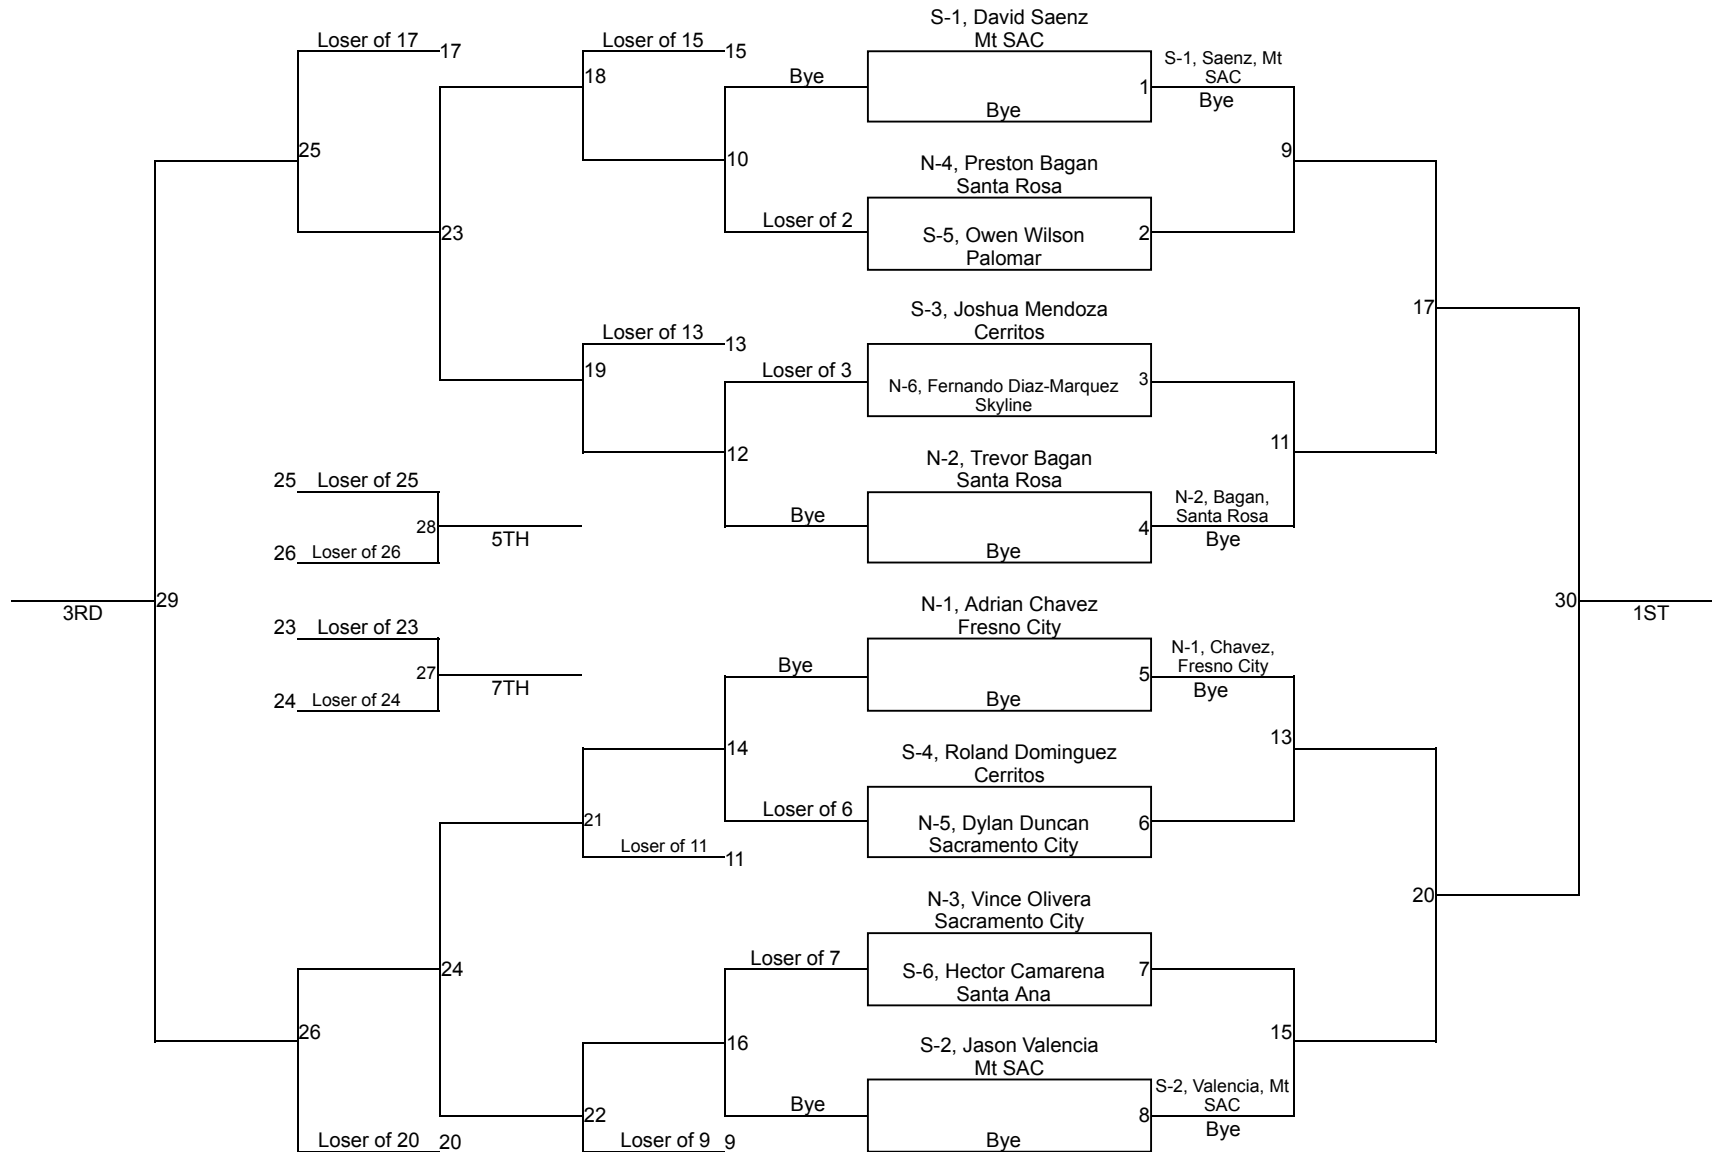 S-1, David Saenz
Mt SAC
Loser of 17
17
Loser of 15
15
S-1, Saenz, Mt
SAC
18
Bye
1
Bye
Bye
25
10
9
N-4, Preston Bagan
Santa Rosa
Loser of 2
23
S-5, Owen Wilson
Palomar
2
S-3, Joshua Mendoza
Cerritos
17
Loser of 13
13
19
Loser of 3
N-6, Fernando Diaz-Marquez
Skyline
3
12
11
N-2, Trevor Bagan
Santa Rosa
25
Loser of 25
N-2, Bagan,
Santa Rosa
Bye
28
5TH
4
Bye
Bye
26
Loser of 26
29
3RD
N-1, Adrian Chavez
Fresno City
30
1ST
23
Loser of 23
N-1, Chavez,
Fresno City
Bye
27
7TH
5
Bye
Bye
24
Loser of 24
14
13
S-4, Roland Dominguez
Cerritos
Loser of 6
21
N-5, Dylan Duncan
Sacramento City
6
Loser of 11
11
N-3, Vince Olivera
Sacramento City
20
Loser of 7
24
S-6, Hector Camarena
Santa Ana
7
26
16
15
S-2, Jason Valencia
Mt SAC
S-2, Valencia, Mt
SAC
Bye
22
8
Bye
Bye
Loser of 20
20
Loser of 9
9